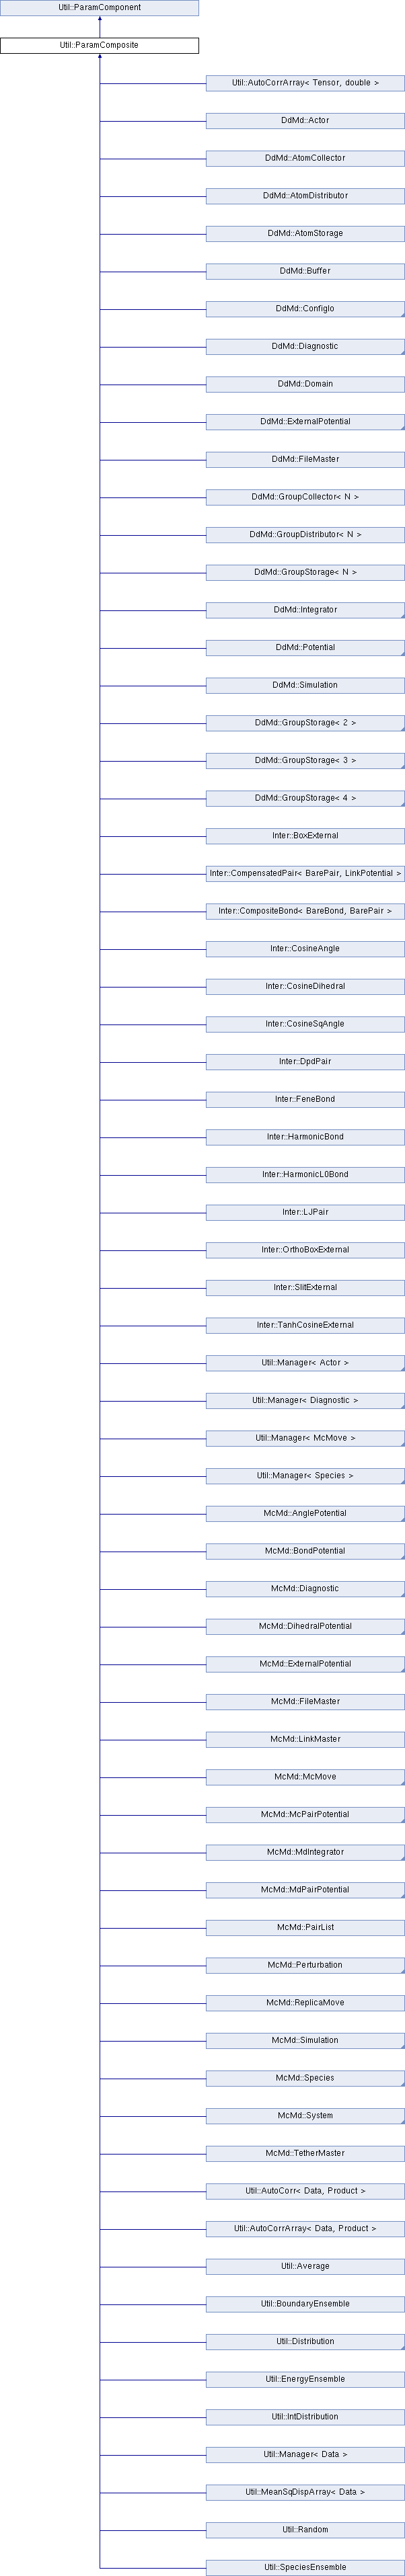 Util::ParamComponent
Util::ParamComposite
Util::AutoCorrArray< Tensor, double >
DdMd::Actor
DdMd::AtomCollector
DdMd::AtomDistributor
DdMd::AtomStorage
DdMd::Buffer
DdMd::ConfigIo
DdMd::Diagnostic
DdMd::Domain
DdMd::ExternalPotential
DdMd::FileMaster
DdMd::GroupCollector< N >
DdMd::GroupDistributor< N >
DdMd::GroupStorage< N >
DdMd::Integrator
DdMd::Potential
DdMd::Simulation
DdMd::GroupStorage< 2 >
DdMd::GroupStorage< 3 >
DdMd::GroupStorage< 4 >
Inter::BoxExternal
Inter::CompensatedPair< BarePair, LinkPotential >
Inter::CompositeBond< BareBond, BarePair >
Inter::CosineAngle
Inter::CosineDihedral
Inter::CosineSqAngle
Inter::DpdPair
Inter::FeneBond
Inter::HarmonicBond
Inter::HarmonicL0Bond
Inter::LJPair
Inter::OrthoBoxExternal
Inter::SlitExternal
Inter::TanhCosineExternal
Util::Manager< Actor >
Util::Manager< Diagnostic >
Util::Manager< McMove >
Util::Manager< Species >
McMd::AnglePotential
McMd::BondPotential
McMd::Diagnostic
McMd::DihedralPotential
McMd::ExternalPotential
McMd::FileMaster
McMd::LinkMaster
McMd::McMove
McMd::McPairPotential
McMd::MdIntegrator
McMd::MdPairPotential
McMd::PairList
McMd::Perturbation
McMd::ReplicaMove
McMd::Simulation
McMd::Species
McMd::System
McMd::TetherMaster
Util::AutoCorr< Data, Product >
Util::AutoCorrArray< Data, Product >
Util::Average
Util::BoundaryEnsemble
Util::Distribution
Util::EnergyEnsemble
Util::IntDistribution
Util::Manager< Data >
Util::MeanSqDispArray< Data >
Util::Random
Util::SpeciesEnsemble